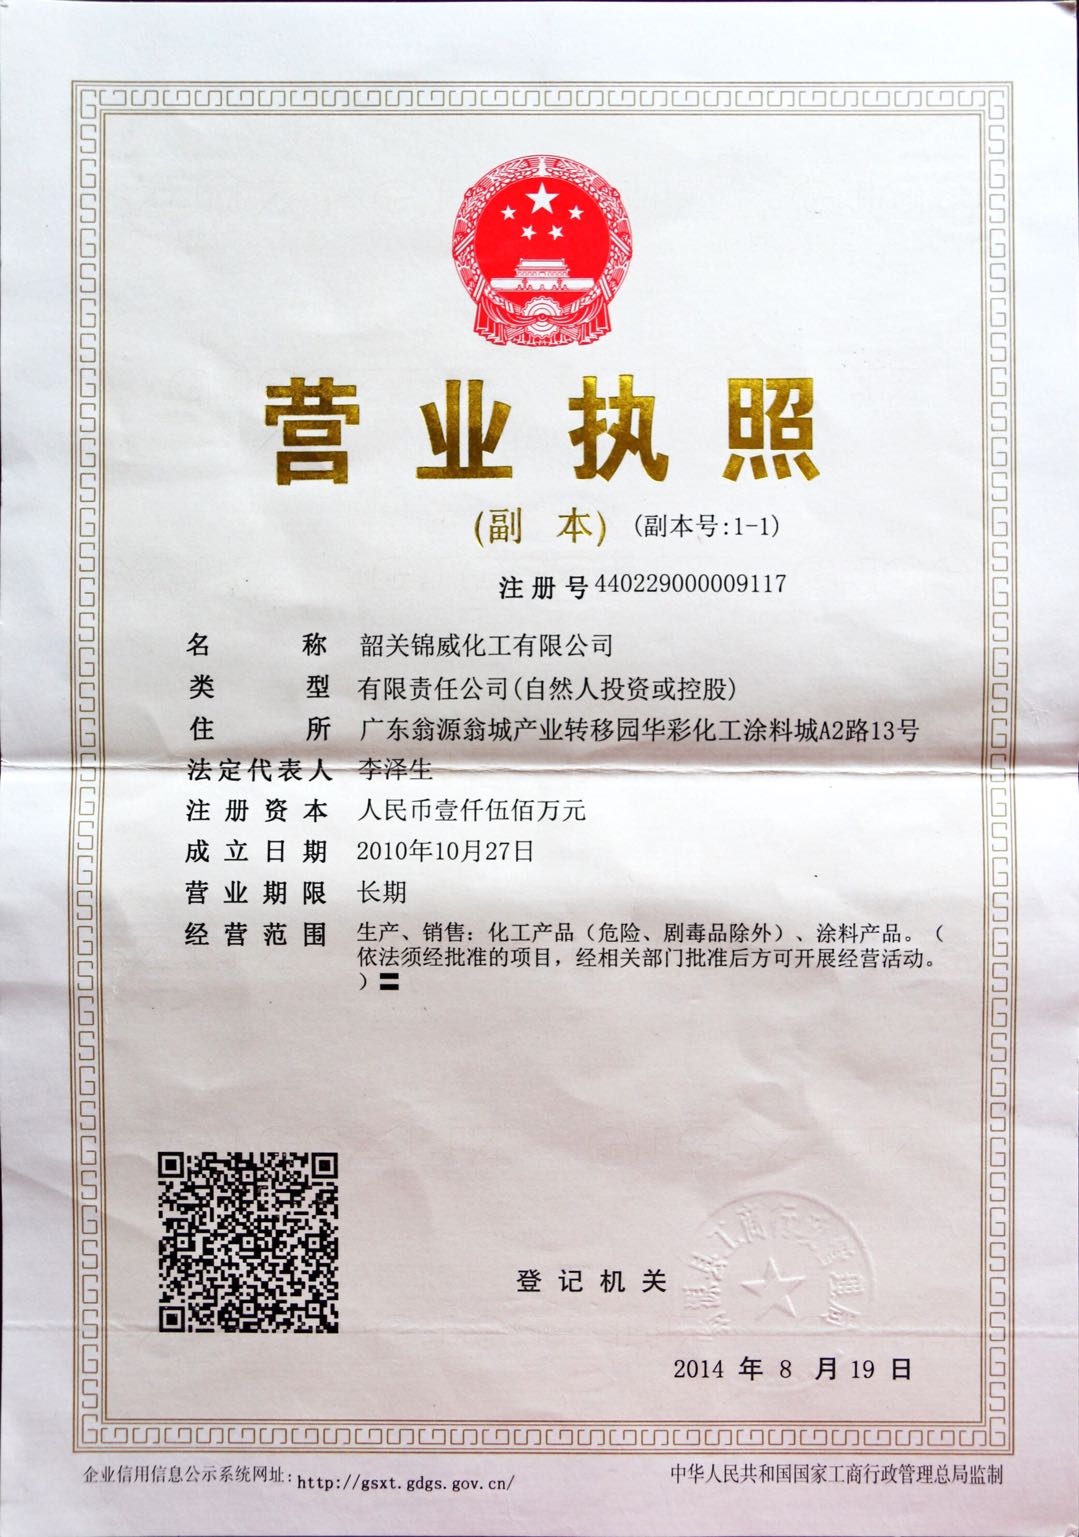 营业执照
(副 本) (副本号:1-1)
注册号440229000009117
名称 韶关锦威化工有限公司
类型 有限责任公司(自然人投资或控股)
住所 广东翁源翁城产业转移园华彩化工涂料城A2路13号
法定代表人 李泽生
注册资本 人民币壹仟伍佰万元
成立日期 2010年10月27日
营业期限 长期
经营范围 生产、销售:化工产品（危险、剧毒品除外）、涂料产品。（
依法须经批准的项目，经相关部门批准后方可开展经营活动。
）〓
登记机关
2014 年 8 月 19 日
企业信用信息公示系统网址:http://gsxt.gdgs.gov.cn/
中华人民共和国国家工商行政管理总局监制